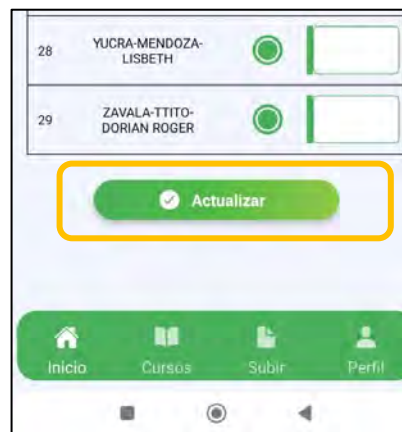 28
YUCRA-MENDOZA-
LISBETH
29
ZAVALA-TTITO-
DORIAN ROGER
Actualizar
Inicio
Cursos
Subir
Perfil